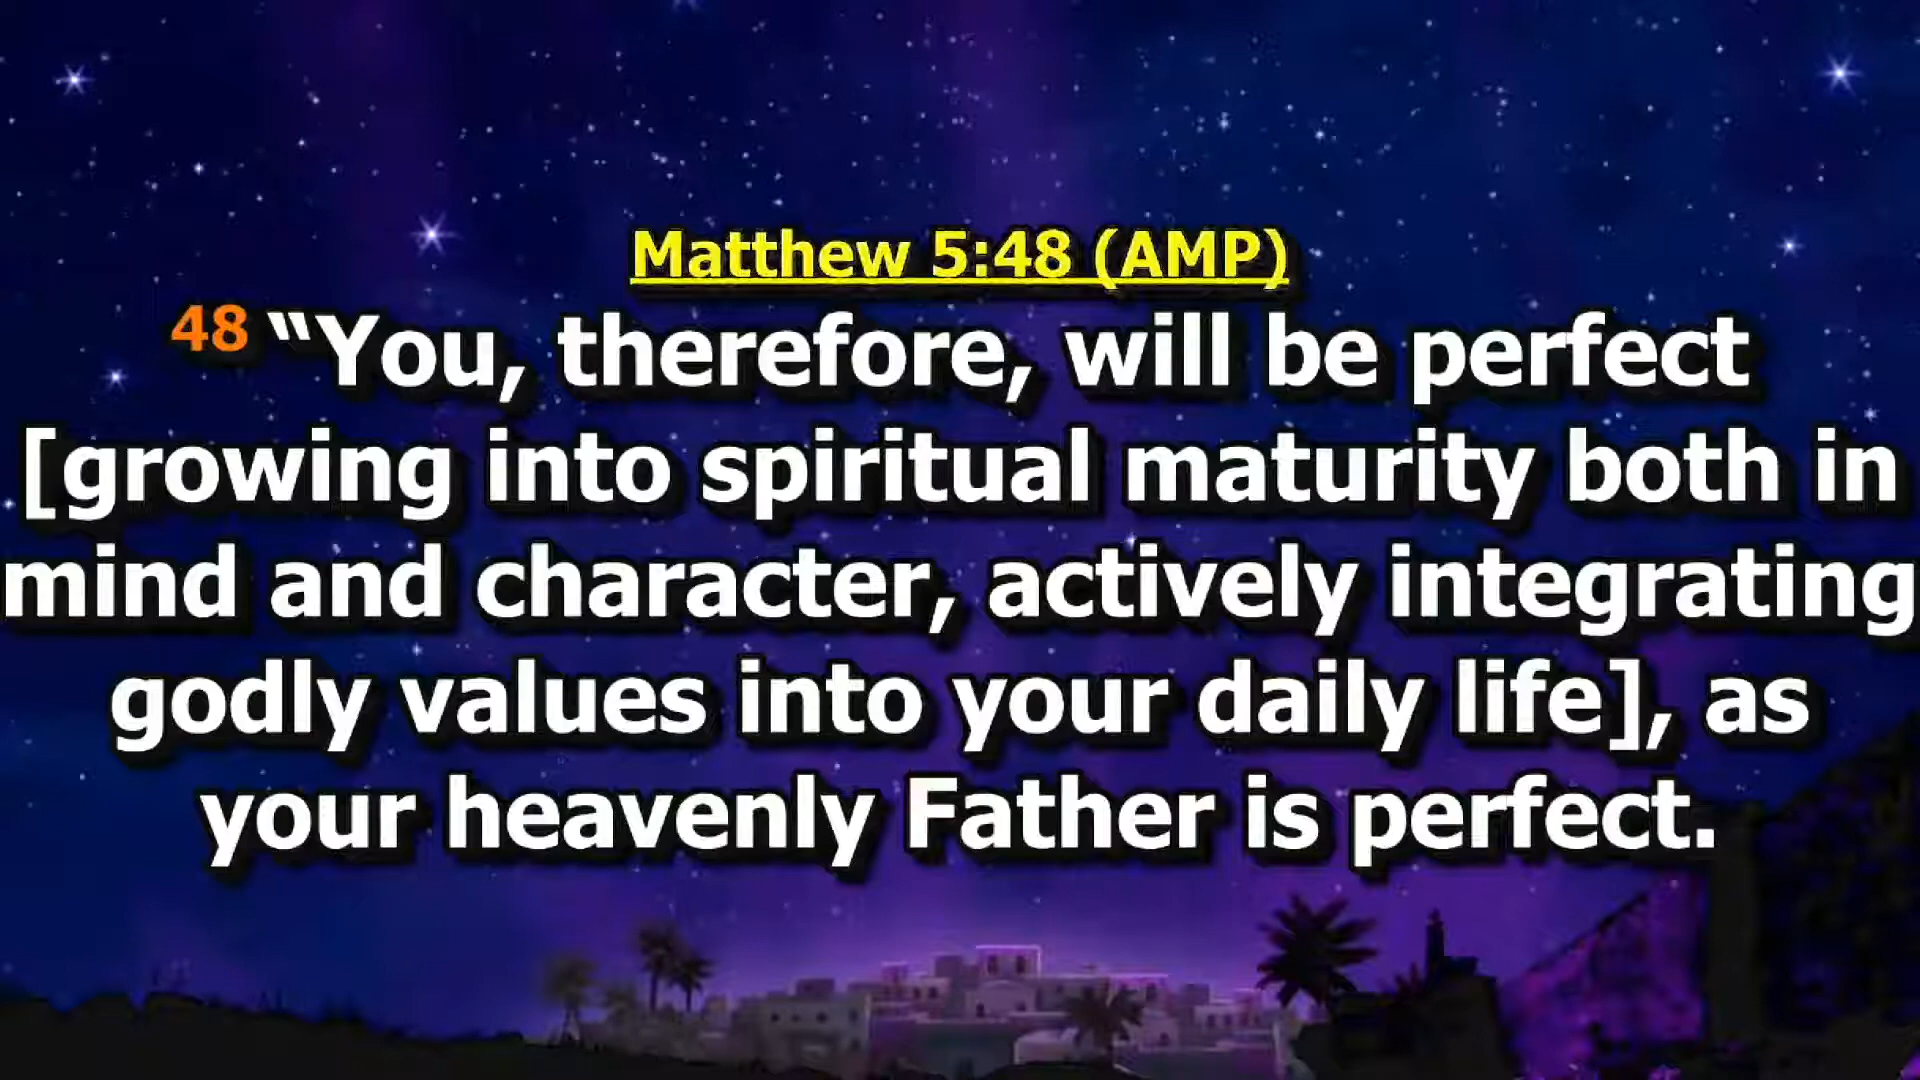 Matthew 5:48 (AMP)
48 “You, therefore, will be perfect
[growing into spiritual maturity both in
mind and character, actively integrating
godly values into your daily life], as
your heavenly Father is perfect.